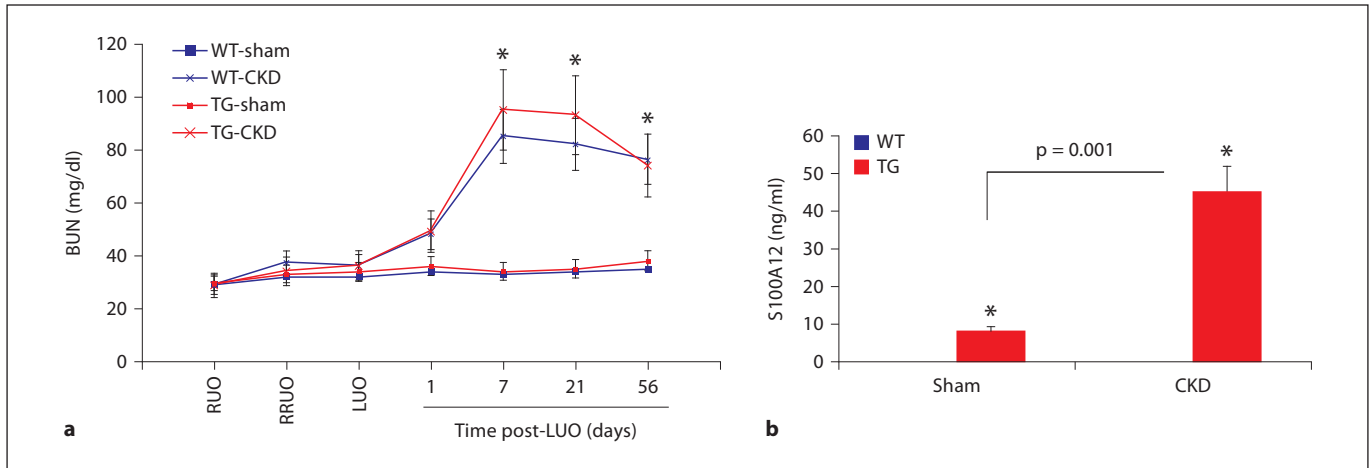 120
100
80
60
40
20
0
BUN (mg/dl)
WT-sham
WT-CKD
TG-sham
TG-CKD
*
*
*
RUO
RRUO
LUO
1
7
21
56
Time post-LUO (days)
a
60
50
40
30
20
10
0
S100A12 (ng/ml)
WT
TG
p = 0.001
*
*
Sham
CKD
b